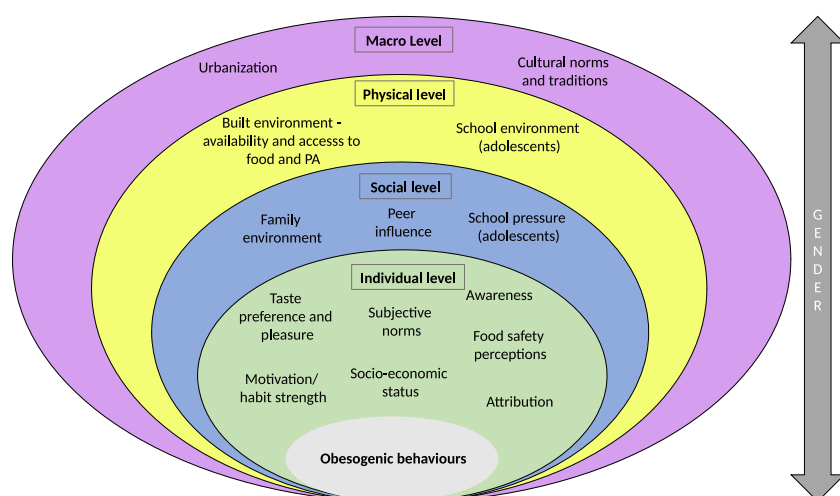 Macro Level
Urbanization
Cultural norms
and traditions
Physical level
Built environment -
availability and accesss to
food and PA
School environment
(adolescents)
Social level
Family
environment
Peer
influence
School pressure
(adolescents)
Individual level
Taste
preference and
pleasure
Subjective
norms
Awareness
Food safety
perceptions
Motivation/
habit strength
Socio-economic
status
Attribution
Obesogenic behaviours
GENDER